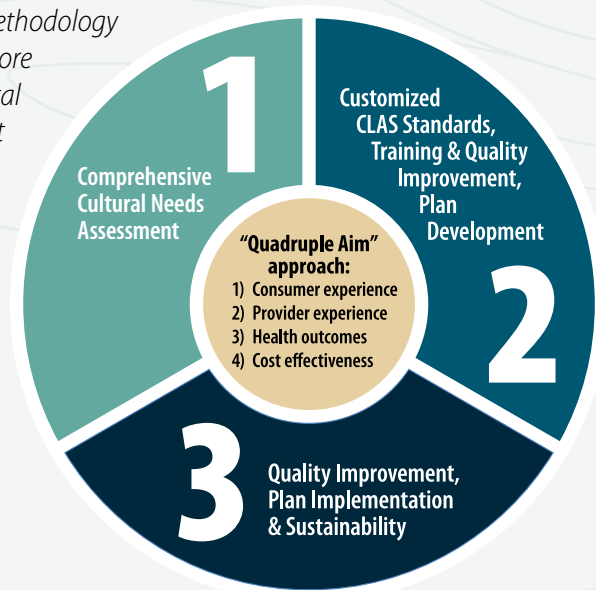 ethodology
ore
al
t
1
Comprehensive
Cultural Needs
Assessment
Customized
CLAS Standards,
Training & Quality
Improvement,
Plan
Development
2
"Quadruple Aim"
approach:
1) Consumer experience
2) Provider experience
3) Health outcomes
4) Cost effectiveness
3
Quality Improvement,
Plan Implementation
& Sustainability